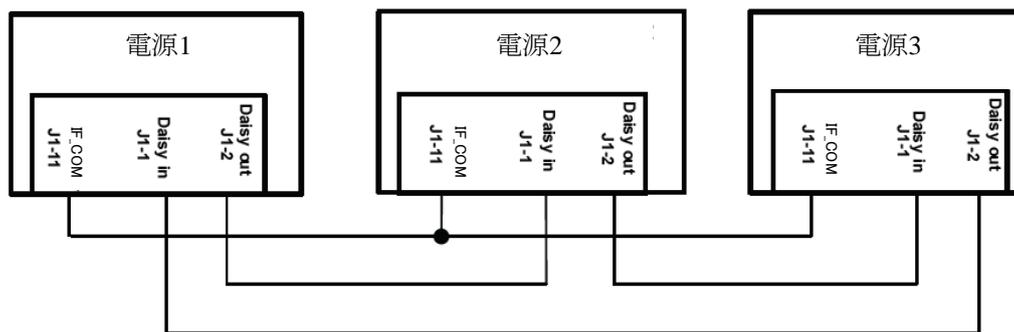 電源1
電源2
電源3
IF_COM
J1-11
Daisy in
J1-1
Daisy out
J1-2
IF_COM
J1-11
Daisy in
J1-1
Daisy out
J1-2
IF_COM
J1-11
Daisy in
J1-1
Daisy out
J1-2